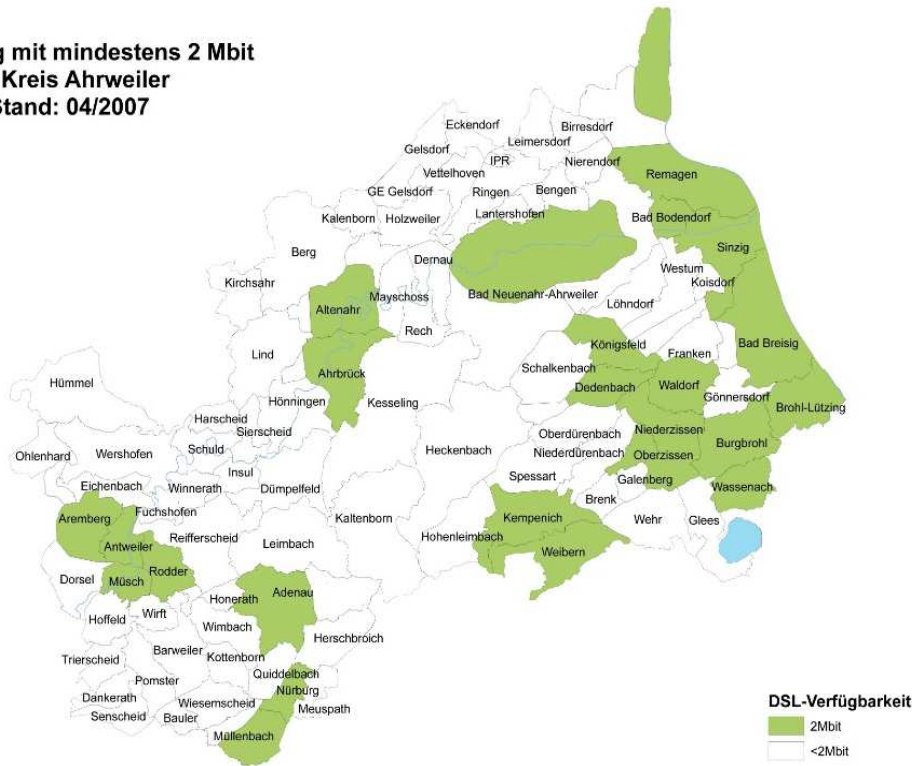 mit mindestens 2 Mbit
Kreis Ahrweiler
Stand: 04/2007
Eckendorf
Birresdorf
Leimersdorf
Gelsdorf
IPR
Nierendorf
Vettelhoven
Remagen
GE Gelsdorf
Ringen
Bengen
Kalenborn
Holzweiler
Lantershofen
Bad Bodendorf
Berg
Dernau
Sinzig
Westum
Kirchsahr
Koisdorf
Mayschoss
Bad Neuenahr-Ahrweiler
Löhndorf
Altenahr
Rech
Königsfeld
Bad Breisig
Lind
Franken
Schalkenbach
Ahrbrück
Hümmel
Dedenbach
Waldorf
Hönningen
Kesseling
Gönnersdorf
Brohl-Lützing
Harscheid
Sierscheid
Oberdürenbach
Niederzissen
Burgbrohl
Schuld
Heckenbach
Ohlenhard
Wershofen
Niederdürenbach
Oberzissen
Insul
Spessart
Galenberg
Eichenbach
Winnerath
Dümpelfeld
Wassenach
Brenk
Fuchshofen
Aremberg
Kaltenborn
Kempenich
Wehr
Glees
Reifferscheid
Hohenleimbach
Antweiler
Leimbach
Weibern
Rodder
Dorsel
Müsch
Adenau
Honerath
Hoffeld
Wirft
Wimbach
Herschbroich
Barweiler
Trierscheid
Kottenborn
Quiddelbach
Pomster
Nürburg
Dankerath
Wiesemscheid
Meuspath
Senscheid
Bauler
Müllenbach
DSL-Verfügbarkeit
2Mbit
<2Mbit